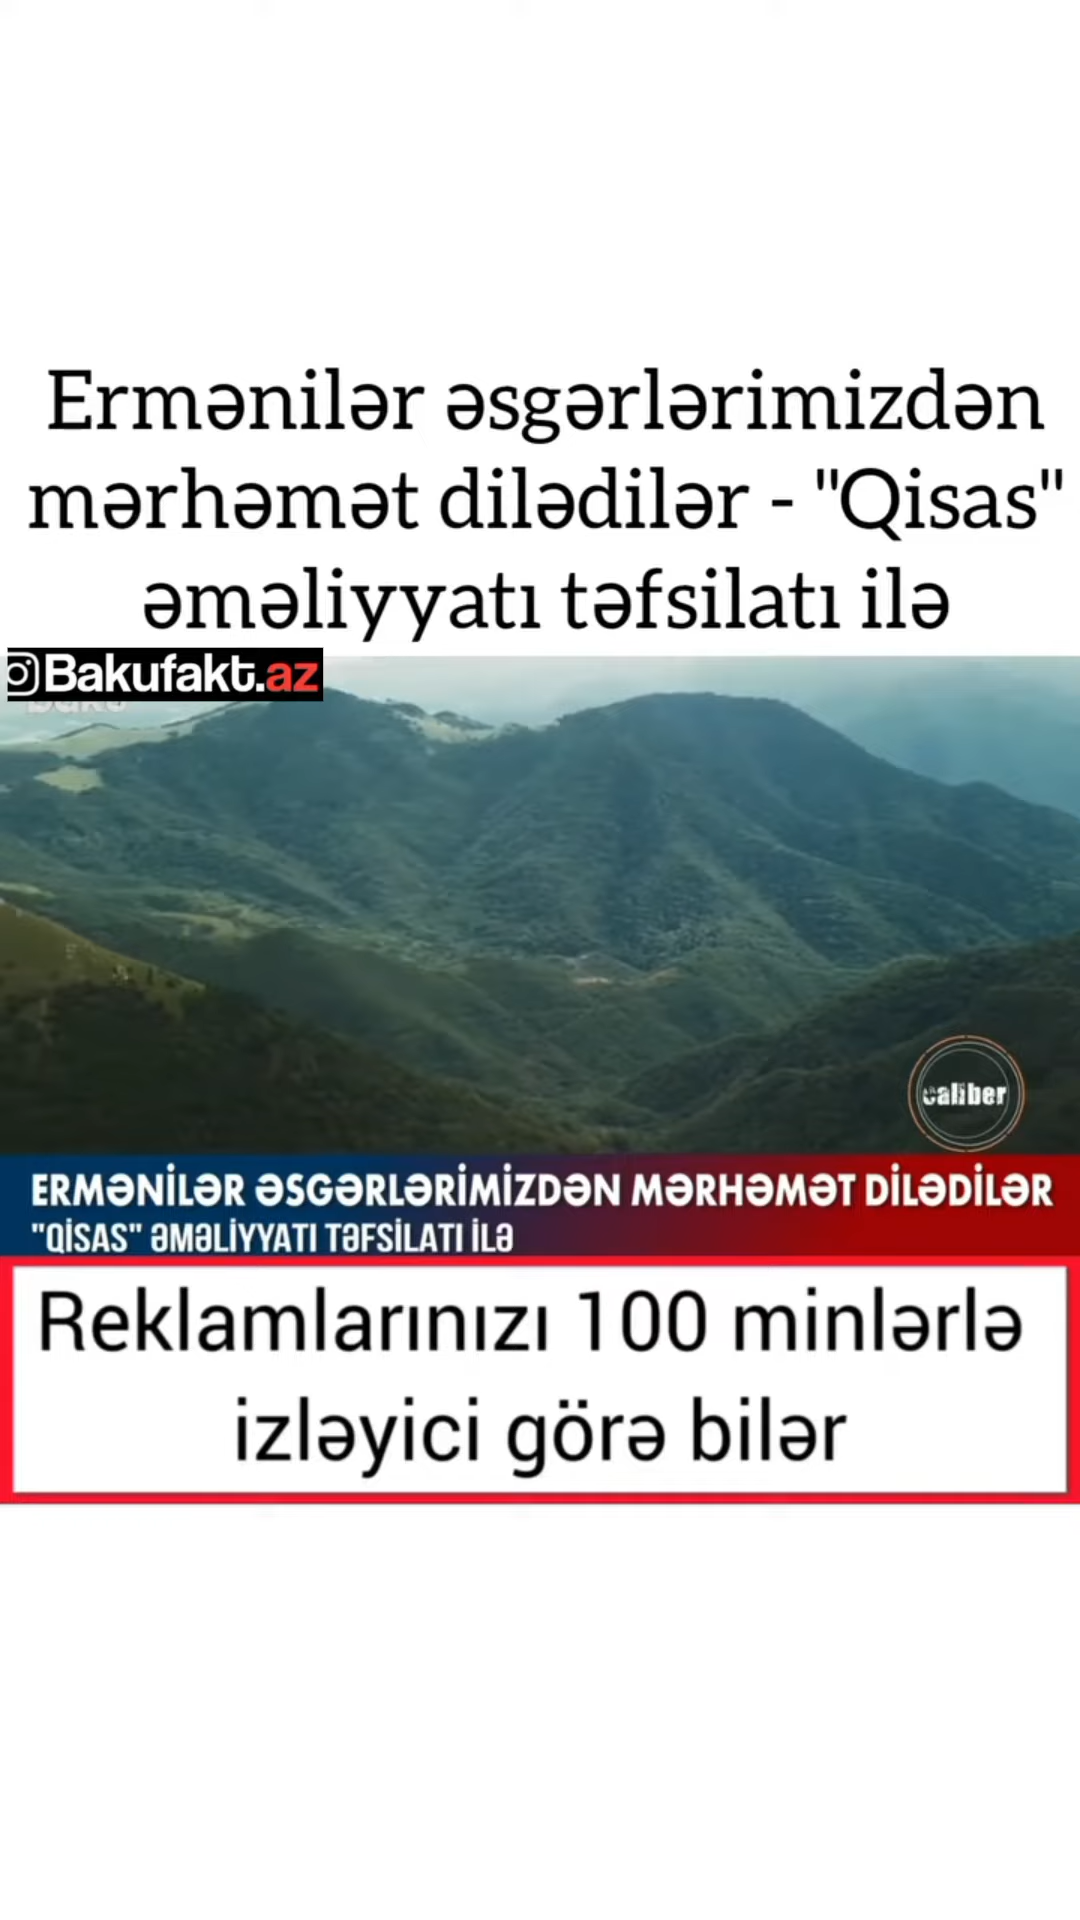 Ermənilər əsgərlərimizdən
mərhəmət dilədilər - "Qisas"
əməliyyatı təfsilatı ilə
Bakufakt.az
caliber
ERMƏNİLƏR ƏSGƏRLƏRİMİZDƏN MƏRHƏMƏT DİLƏDİLƏR
"QİSAS" ƏMƏLİYYATI TƏFSİLATI İLƏ
Reklamlarınızı 100 minlərlə
izləyici görə bilər